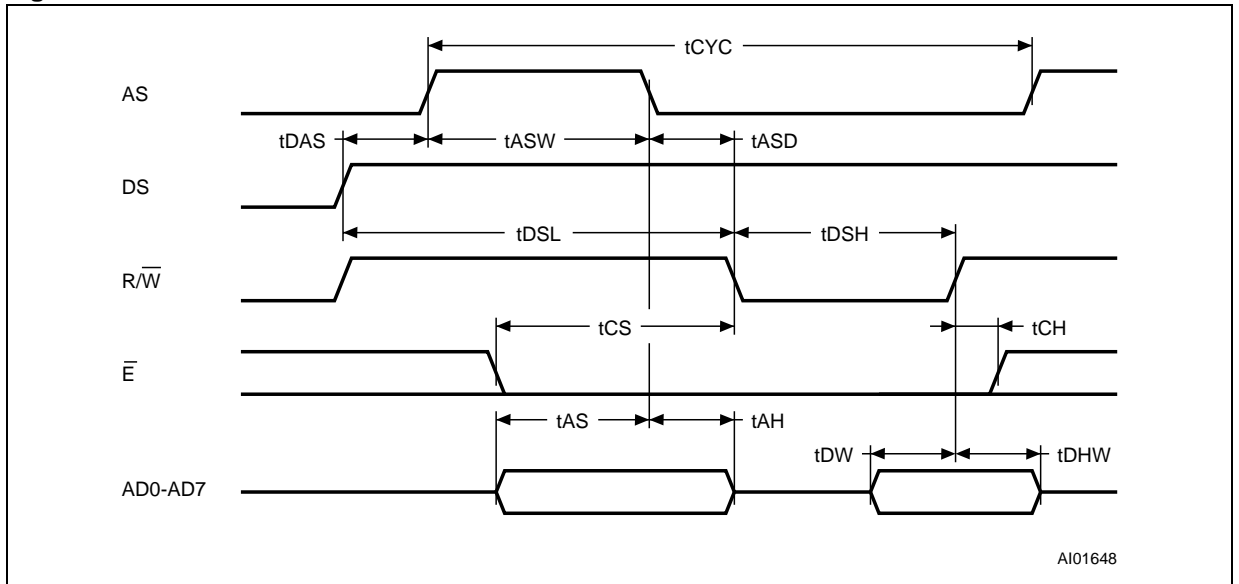 tCYC
AS
tDAS tASW tASD
DS
tDSL tDSH
R/W̅
tCS tCH
E̅
tAS tAH
tDW tDHW
AD0-AD7
AI01648